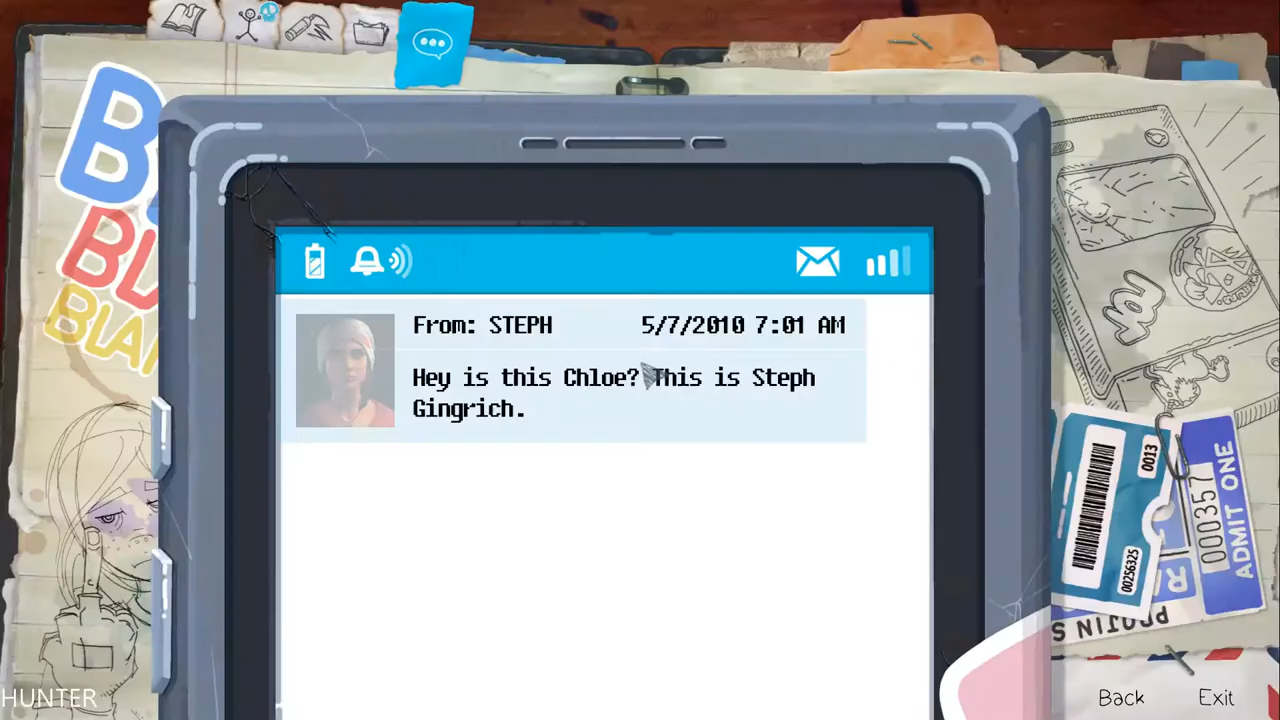 From: STEPH 5/7/2010 7:01 AM
Hey is this Chloe? This is Steph
Gingrich.
0013
00256325
000357
ADMIT ONE
HUNTER
Back Exit